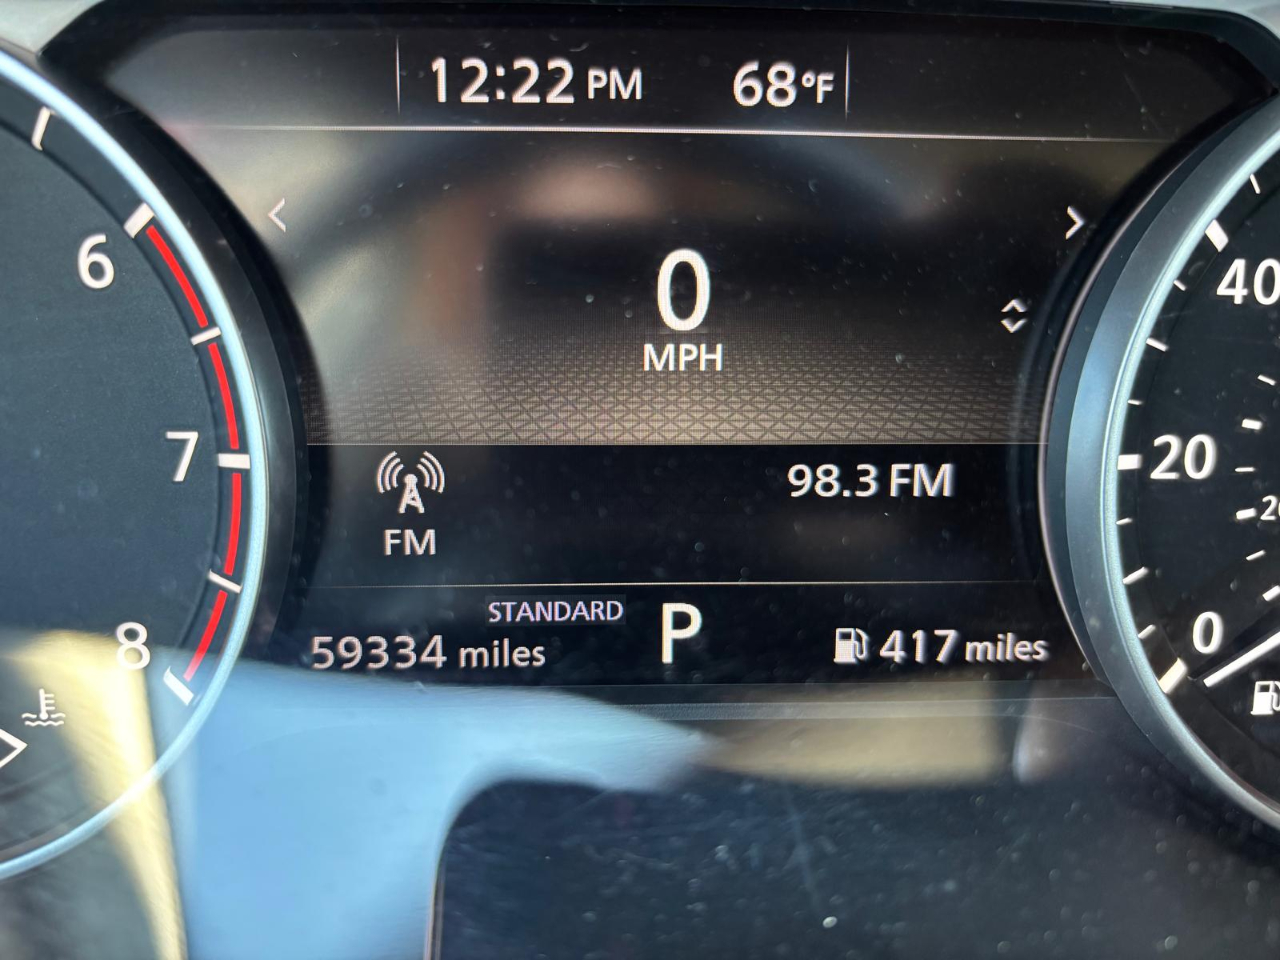 12:22 PM 68°F
0
MPH
FM
98.3 FM
STANDARD
59334 miles
P
417 miles
6
7
8
40
20
20
0